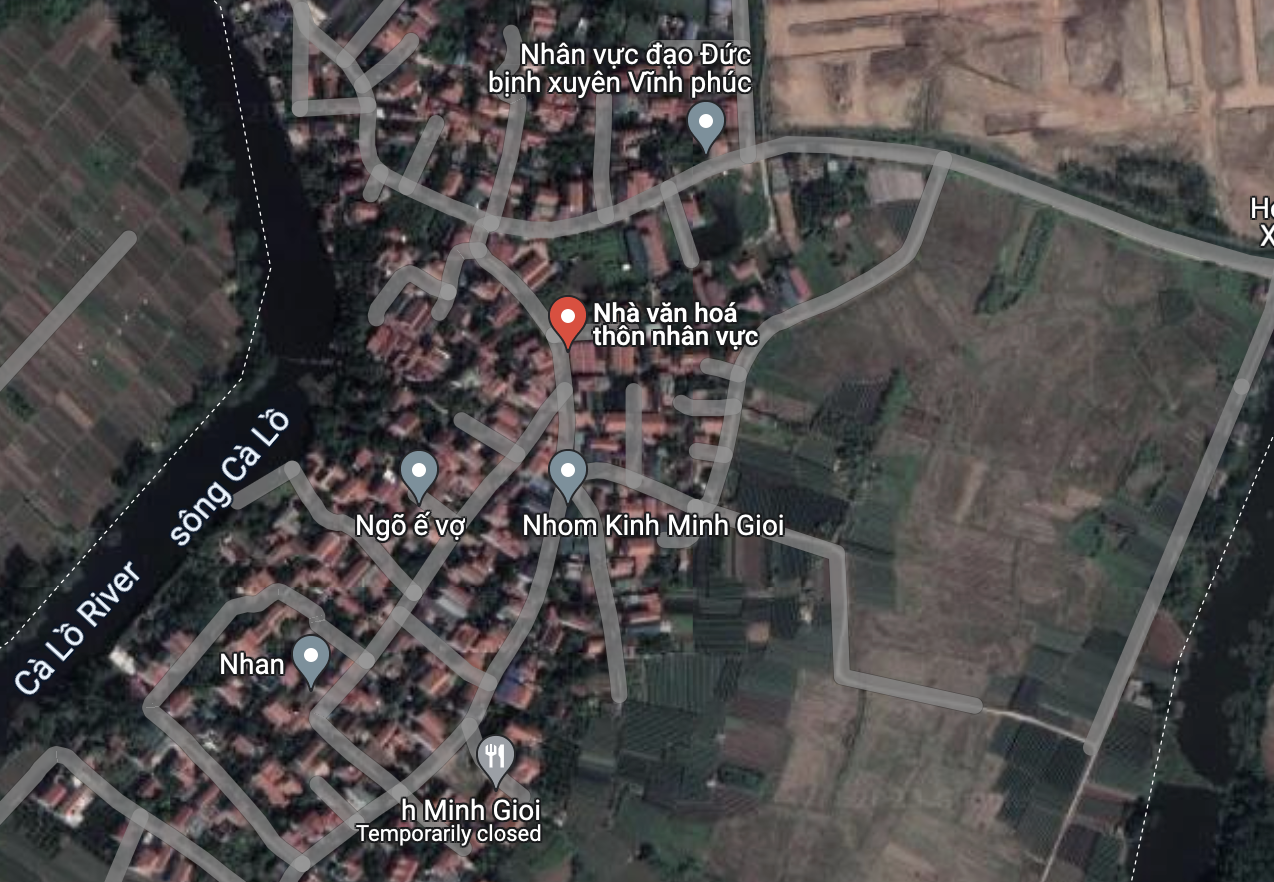 Nhân vực đạo Đức
bịnh xuyên Vĩnh phúc
Nhà văn hoá
thôn nhân vực
sông Cà Lồ
Cà Lồ River
Ngõ ế vợ
Nhom Kinh Minh Gioi
Nhan
h Minh Gioi
Temporarily closed